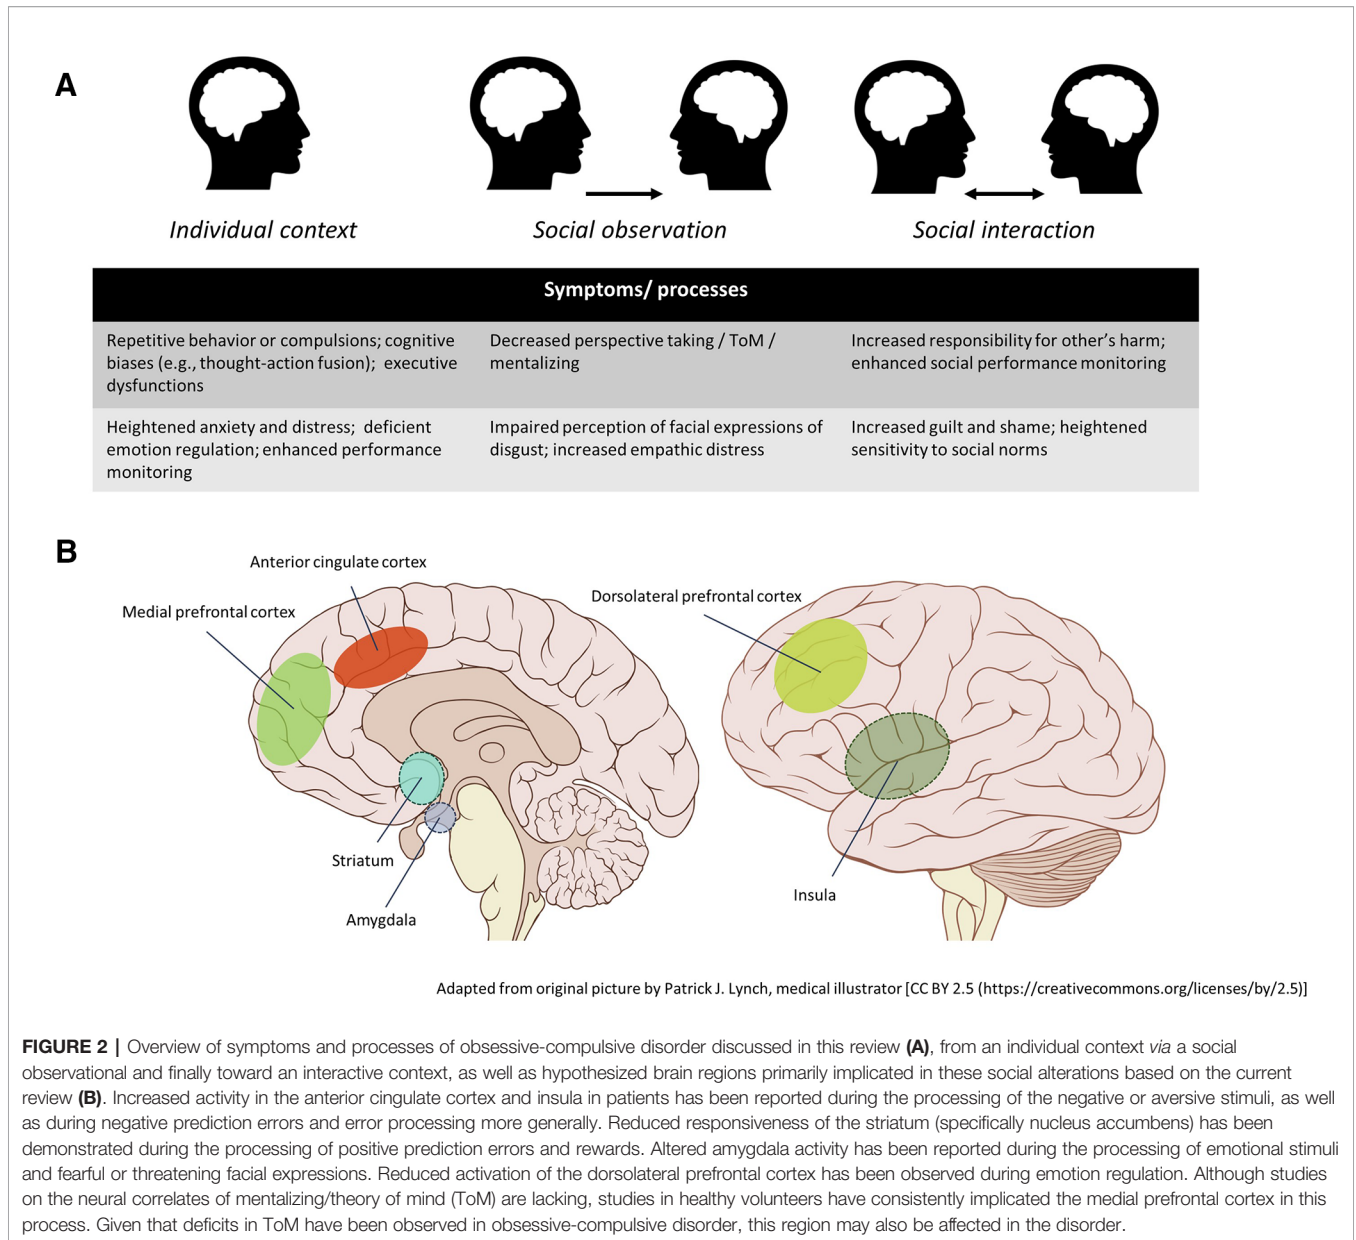 A
Individual context
Social observation
Social interaction
Symptoms/ processes
Repetitive behavior or compulsions; cognitive
biases (e.g., thought-action fusion);  executive
dysfunctions
Decreased perspective taking / ToM /
mentalizing
Increased responsibility for other's harm;
enhanced social performance monitoring
Heightened anxiety and distress;  deficient
emotion regulation; enhanced performance
monitoring
Impaired perception of facial expressions of
disgust; increased empathic distress
Increased guilt and shame; heightened
sensitivity to social norms
B
Anterior cingulate cortex
Medial prefrontal cortex
Dorsolateral prefrontal cortex
Striatum
Amygdala
Insula
Adapted from original picture by Patrick J. Lynch, medical illustrator [CC BY 2.5 (https://creativecommons.org/licenses/by/2.5)]
FIGURE 2 | Overview of symptoms and processes of obsessive-compulsive disorder discussed in this review (A), from an individual context via a social
observational and finally toward an interactive context, as well as hypothesized brain regions primarily implicated in these social alterations based on the current
review (B). Increased activity in the anterior cingulate cortex and insula in patients has been reported during the processing of the negative or aversive stimuli, as well
as during negative prediction errors and error processing more generally. Reduced responsiveness of the striatum (specifically nucleus accumbens) has been
demonstrated during the processing of positive prediction errors and rewards. Altered amygdala activity has been reported during the processing of emotional stimuli
and fearful or threatening facial expressions. Reduced activation of the dorsolateral prefrontal cortex has been observed during emotion regulation. Although studies
on the neural correlates of mentalizing/theory of mind (ToM) are lacking, studies in healthy volunteers have consistently implicated the medial prefrontal cortex in this
process. Given that deficits in ToM have been observed in obsessive-compulsive disorder, this region may also be affected in the disorder.